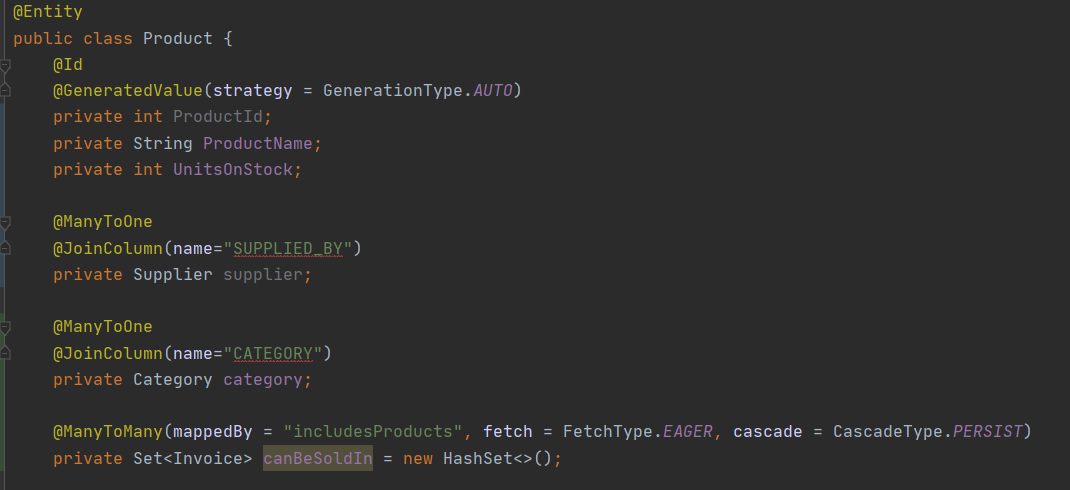 @Entity
public class Product {
    @Id
    @GeneratedValue(strategy = GenerationType.AUTO)
    private int ProductId;
    private String ProductName;
    private int UnitsOnStock;

    @ManyToOne
    @JoinColumn(name="SUPPLIED_BY")
    private Supplier supplier;

    @ManyToOne
    @JoinColumn(name="CATEGORY")
    private Category category;

    @ManyToMany(mappedBy = "includesProducts", fetch = FetchType.EAGER, cascade = CascadeType.PERSIST)
    private Set<Invoice> canBeSoldIn = new HashSet<>();